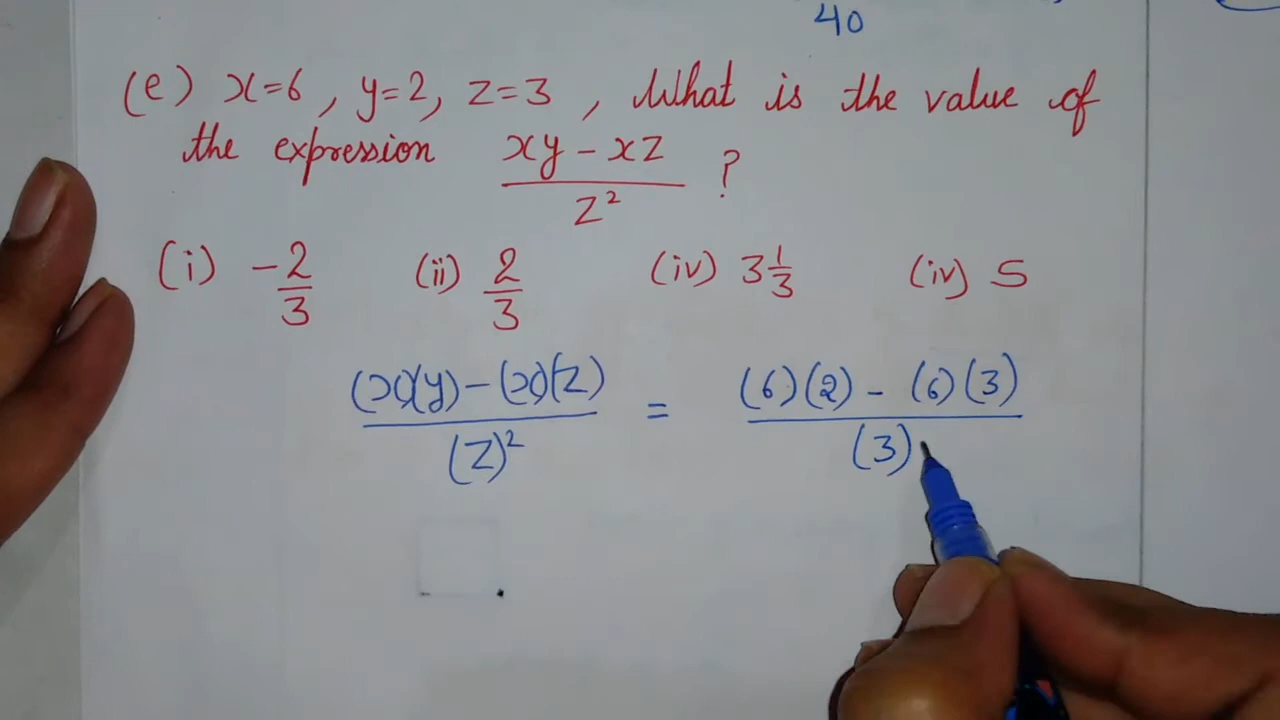 40
(e) x=6, y=2, z=3, What is the value of
the expression xy - xz / z² ?
(i) -2/3 (ii) 2/3 (iv) 3 1/3 (iv) 5
(x)(y) - (x)(z) / (z)² = (6)(2) - (6)(3) / (3)